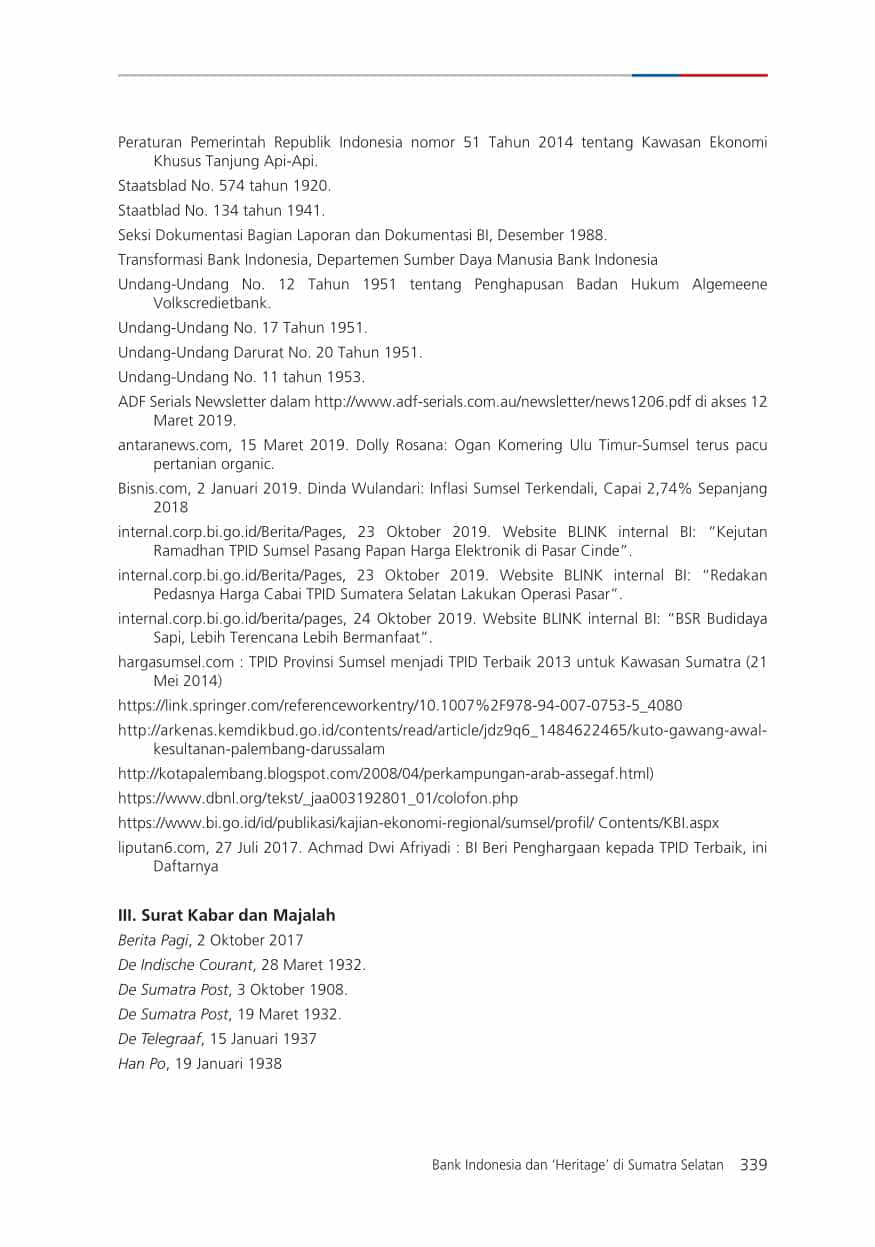 Peraturan Pemerintah Republik Indonesia nomor 51 Tahun 2014 tentang Kawasan Ekonomi
Khusus Tanjung Api-Api.
Staatsblad No. 574 tahun 1920.
Staatblad No. 134 tahun 1941.
Seksi Dokumentasi Bagian Laporan dan Dokumentasi BI, Desember 1988.
Transformasi Bank Indonesia, Departemen Sumber Daya Manusia Bank Indonesia
Undang-Undang No. 12 Tahun 1951 tentang Penghapusan Badan Hukum Algemeene
Volkscredietbank.
Undang-Undang No. 17 Tahun 1951.
Undang-Undang Darurat No. 20 Tahun 1951.
Undang-Undang No. 11 tahun 1953.
ADF Serials Newsletter dalam http://www.adf-serials.com.au/newsletter/news1206.pdf di akses 12
Maret 2019.
antaranews.com, 15 Maret 2019. Dolly Rosana: Ogan Komering Ulu Timur-Sumsel terus pacu
pertanian organic.
Bisnis.com, 2 Januari 2019. Dinda Wulandari: Inflasi Sumsel Terkendali, Capai 2,74% Sepanjang
2018
internal.corp.bi.go.id/Berita/Pages, 23 Oktober 2019. Website BLINK internal BI: “Kejutan
Ramadhan TPID Sumsel Pasang Papan Harga Elektronik di Pasar Cinde”.
internal.corp.bi.go.id/Berita/Pages, 23 Oktober 2019. Website BLINK internal BI: “Redakan
Pedasnya Harga Cabai TPID Sumatera Selatan Lakukan Operasi Pasar”.
internal.corp.bi.go.id/berita/pages, 24 Oktober 2019. Website BLINK internal BI: “BSR Budidaya
Sapi, Lebih Terencana Lebih Bermanfaat”.
hargasumsel.com : TPID Provinsi Sumsel menjadi TPID Terbaik 2013 untuk Kawasan Sumatra (21
Mei 2014)
https://link.springer.com/referenceworkentry/10.1007%2F978-94-007-0753-5_4080
http://arkenas.kemdikbud.go.id/contents/read/article/jdz9q6_1484622465/kuto-gawang-awal-
kesultanan-palembang-darussalam
http://kotapalembang.blogspot.com/2008/04/perkampungan-arab-assegaf.html)
https://www.dbnl.org/tekst/_jaa003192801_01/colofon.php
https://www.bi.go.id/id/publikasi/kajian-ekonomi-regional/sumsel/profil/ Contents/KBI.aspx
liputan6.com, 27 Juli 2017. Achmad Dwi Afriyadi : BI Beri Penghargaan kepada TPID Terbaik, ini
Daftarnya
III. Surat Kabar dan Majalah
Berita Pagi, 2 Oktober 2017
De Indische Courant, 28 Maret 1932.
De Sumatra Post, 3 Oktober 1908.
De Sumatra Post, 19 Maret 1932.
De Telegraaf, 15 Januari 1937
Han Po, 19 Januari 1938
Bank Indonesia dan ‘Heritage’ di Sumatra Selatan 339